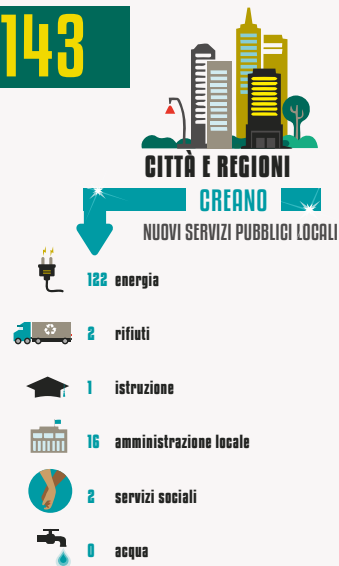 143
CITTÀ E REGIONI
CREANO
NUOVI SERVIZI PUBBLICI LOCALI
122 energia
2 rifiuti
1 istruzione
16 amministrazione locale
2 servizi sociali
0 acqua